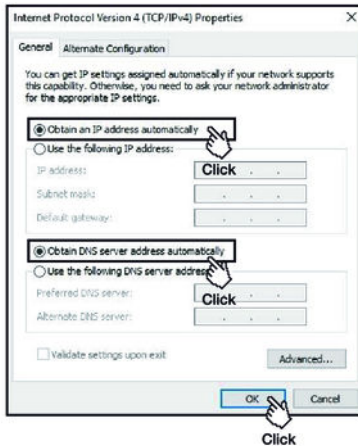 Internet Protocol Version 4 (TCP/IPv4) Properties
General
Alternate Configuration
You can get IP settings assigned automatically if your network supports
this capability. Otherwise, you need to ask your network administrator
for the appropriate IP settings.
Obtain an IP address automatically
Use the following IP address:
IP address:
Click
Subnet mask:
Default gateway:
Obtain DNS server address automatically
Use the following DNS server address
Preferred DNS server:
Click
Alternate DNS server:
Validate settings upon exit
Advanced...
OK
Cancel
Click